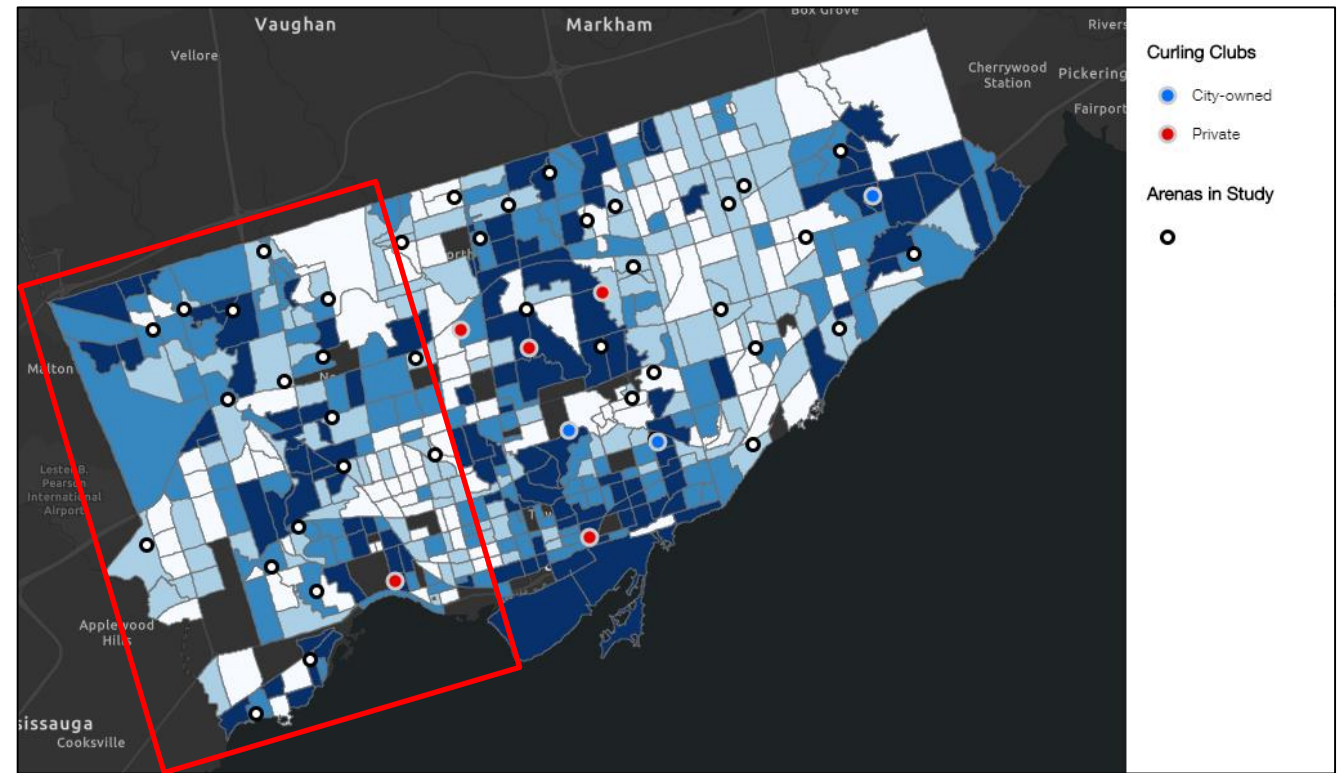 Vaughan
Markham
Box Grove
Rivers
Vellore
Cherrywood
Station
Pickering
Fairport
Malton
Lester B.
Pearson
International
Airport
Applewood
Hills
sissauga
Cooksville
Curling Clubs
City-owned
Private
Arenas in Study